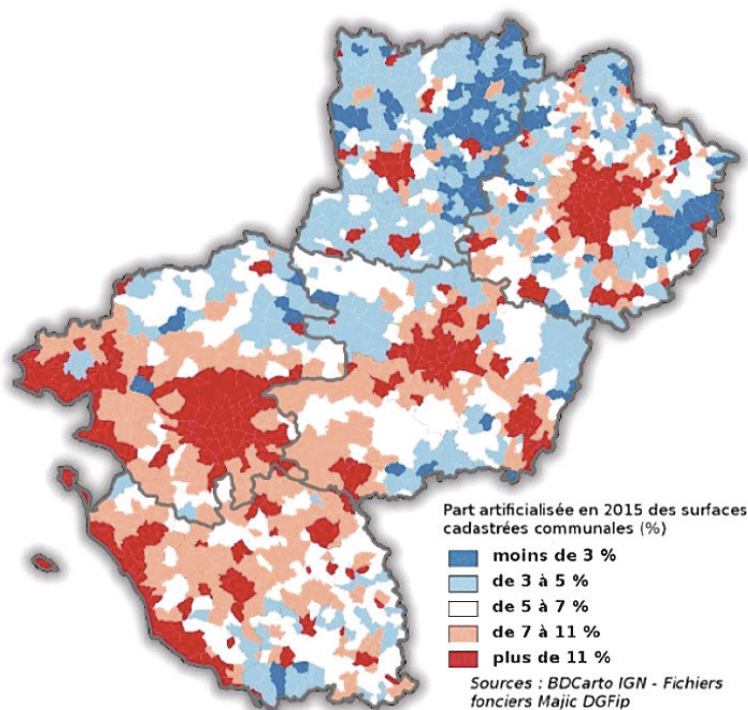 Part artificialisée en 2015 des surfaces
cadastrées communales (%)
moins de 3 %
de 3 à 5 %
de 5 à 7 %
de 7 à 11 %
plus de 11 %
Sources : BDCarto IGN - Fichiers
fonciers Majic DGFip